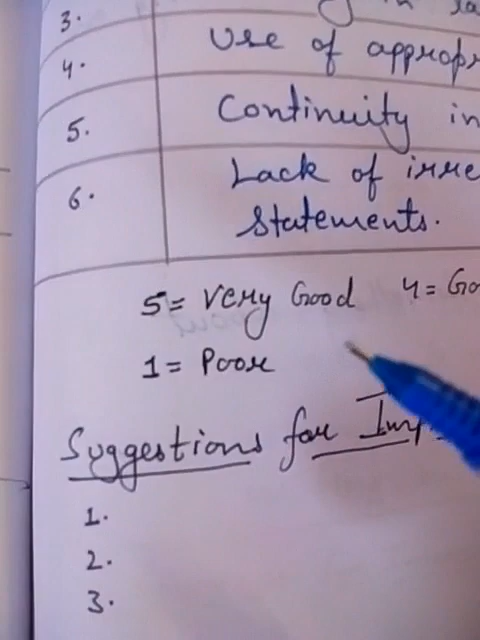 3.
4. Use of
5. Continuity in
6. Lack of
Statements.
5= Very Good 4=
1= Poor
Suggestions for
1.
2.
3.